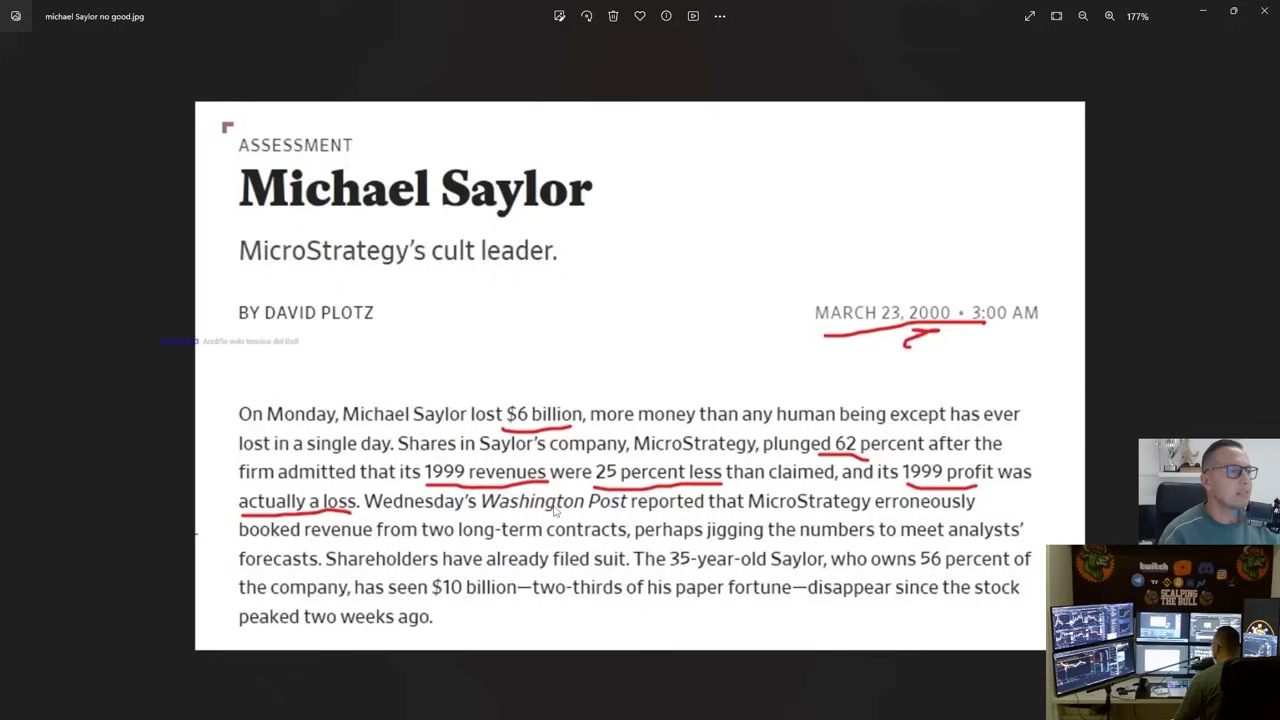 michael Saylor no good.jpg
177%
ASSESSMENT
Michael Saylor
MicroStrategy’s cult leader.
BY DAVID PLOTZ
MARCH 23, 2000 • 3:00 AM
On Monday, Michael Saylor lost $6 billion, more money than any human being except has ever
lost in a single day. Shares in Saylor’s company, MicroStrategy, plunged 62 percent after the
firm admitted that its 1999 revenues were 25 percent less than claimed, and its 1999 profit was
actually a loss. Wednesday’s Washington Post reported that MicroStrategy erroneously
booked revenue from two long-term contracts, perhaps jigging the numbers to meet analysts’
forecasts. Shareholders have already filed suit. The 35-year-old Saylor, who owns 56 percent of
the company, has seen $10 billion—two-thirds of his paper fortune—disappear since the stock
peaked two weeks ago.
twitch
SCALPING
THE BULL